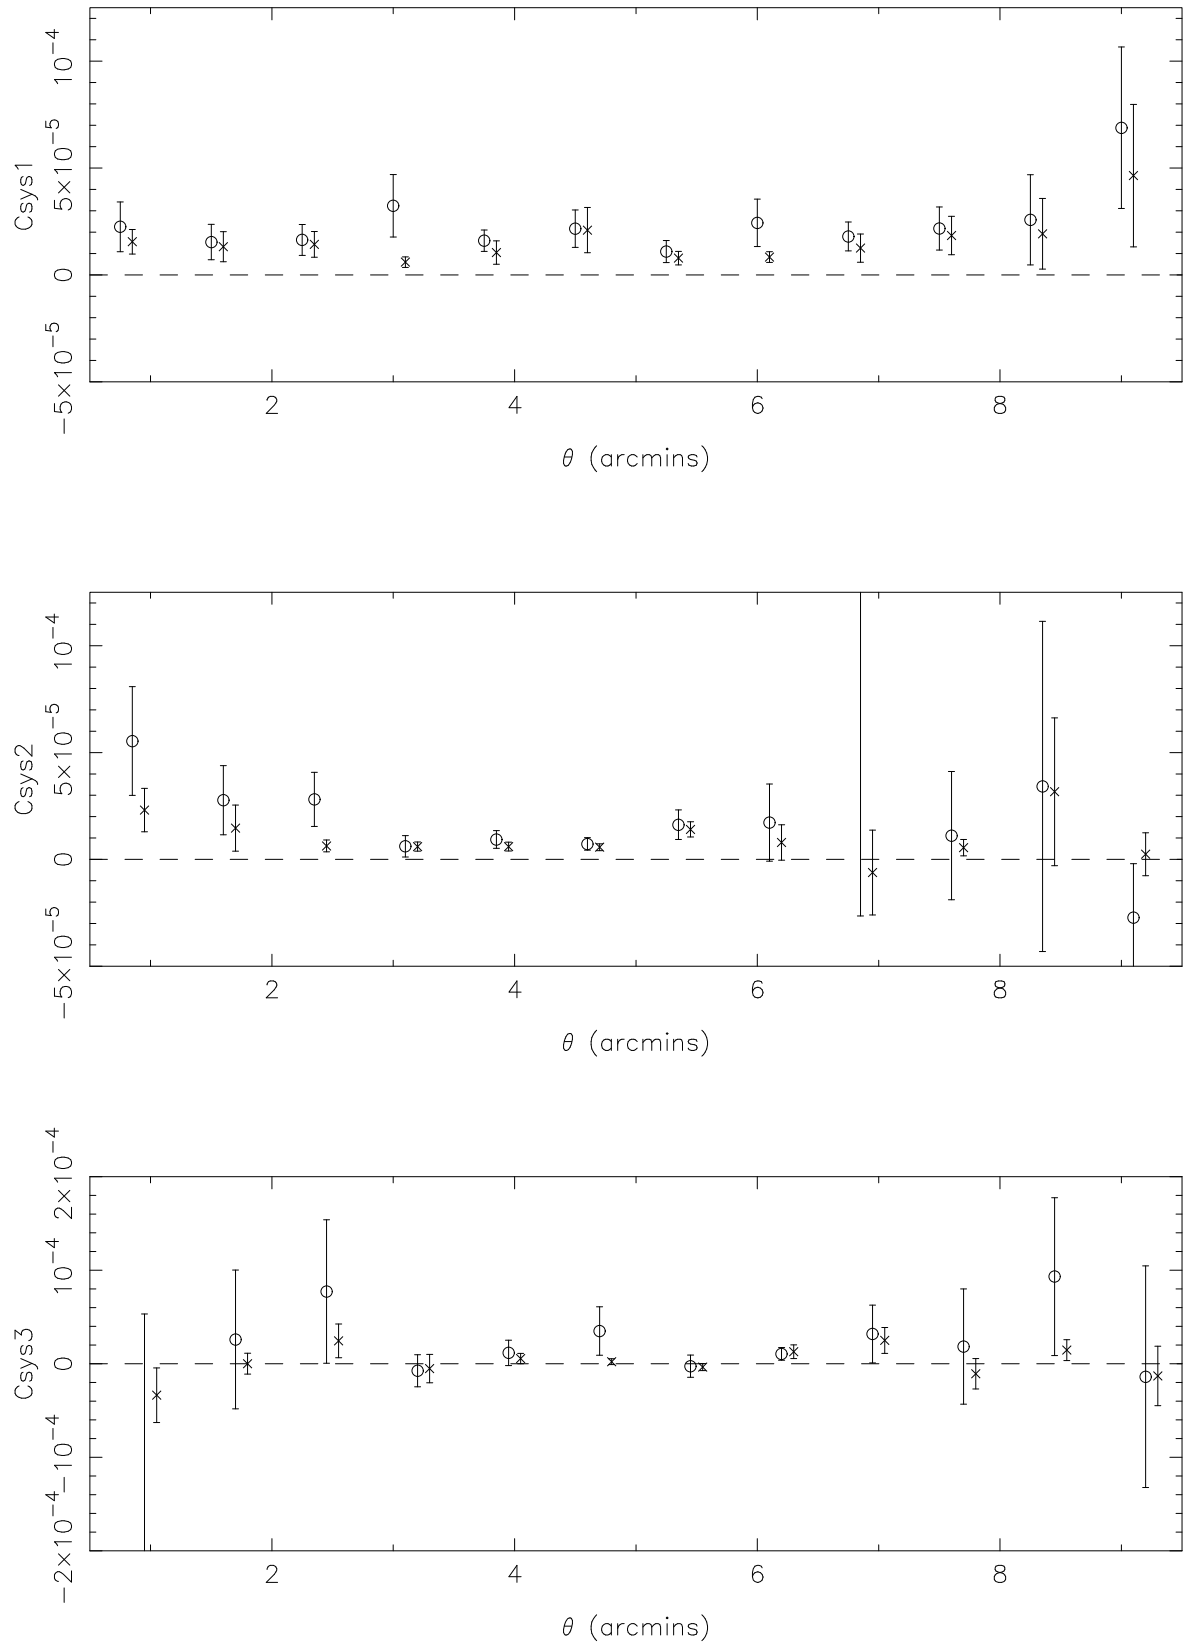 10⁻⁴
5×10⁻⁵
0
−5×10⁻⁵
Csys1
2 4 6 8
θ (arcmins)
10⁻⁴
5×10⁻⁵
0
−5×10⁻⁵
Csys2
2 4 6 8
θ (arcmins)
2×10⁻⁴
10⁻⁴
0
−10⁻⁴
−2×10⁻⁴
Csys3
2 4 6 8
θ (arcmins)